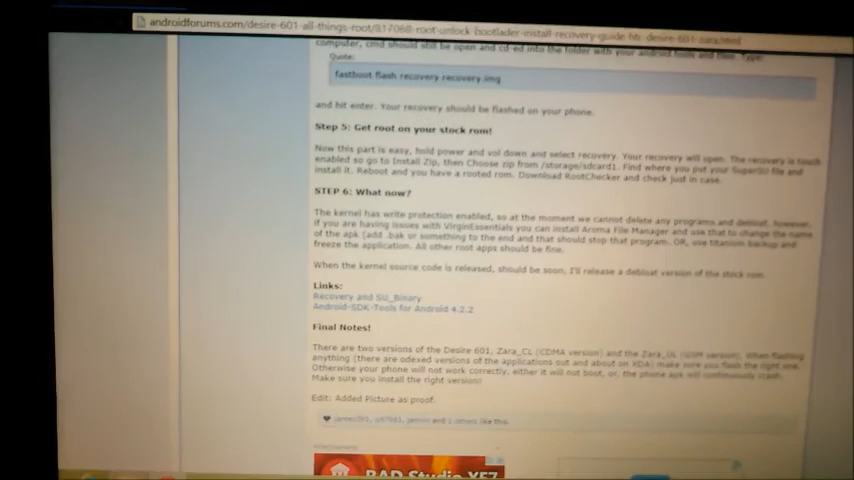 androidforums.com/desire-601-all-things-root/817068-root-unlock-bootlader-install-recovery-guide-htc-desire-601-zara.html
computer, cmd should still be open and cd-ed into the folder with your android tools and files. Type:
Quote:
fastboot flash recovery recovery.img
and hit enter. Your recovery should be flashed on your phone.
Step 5: Get root on your stock rom!
Now this part is easy, hold power and vol down and select recovery. Your recovery will open. The recovery is touch
enabled so go to Install Zip, then Choose zip from /storage/sdcard1. Find where you put your SuperSU file and
install it. Reboot and you have a rooted rom. Download RootChecker and check just in case.
STEP 6: What now?
The kernel has write protection enabled, so at the moment we cannot delete any programs and debloat, however,
if you are having issues with VirginEssentials you can install Aroma File Manager and use that to change the name
of the apk (add .bak or something to the end and that should stop that program. OR, use titanium backup and
freeze the application. All other root apps should be fine.
When the kernel source code is released, should be soon, I'll release a debloat version of the stock rom.
Links:
Recovery and SU_Binary
Android-SDK-Tools for Android 4.2.2
Final Notes!
There are two versions of the Desire 601, Zara_CL (CDMA version) and the Zara_UL (GSM version). When flashing
anything (there are odexed versions of the applications out and about on XDA) make sure you flash the right one.
Otherwise your phone will not work correctly, either it will not boot, or, the phone apk will continuously crash.
Make sure you install the right version!
Edit: Added Picture as proof.
and 1 others like this.
Advertisement
RAD Studio XE7